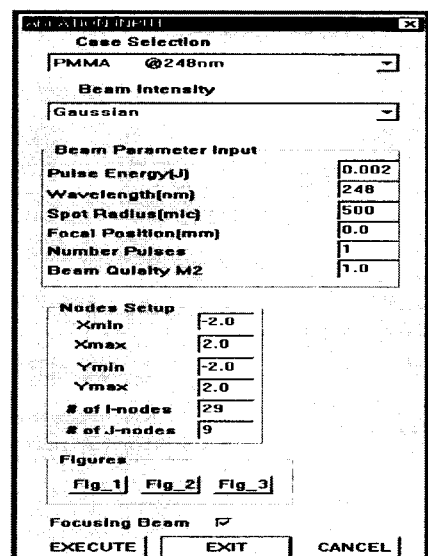 ABLATION INPUT
Case Selection
PMMA @248nm
Beam Intensity
Gaussian
Beam Parameter Input
Pulse Energy(J) 0.002
Wavelength(nm) 248
Spot Radius(mic) 500
Focal Position(mm) 0.0
Number Pulses 1
Beam Qulaity M2 1.0
Nodes Setup
Xmin -2.0
Xmax 2.0
Ymin -2.0
Ymax 2.0
# of I-nodes 29
# of J-nodes 9
Figures
Fig_1 Fig_2 Fig_3
Focusing Beam
EXECUTE EXIT CANCEL